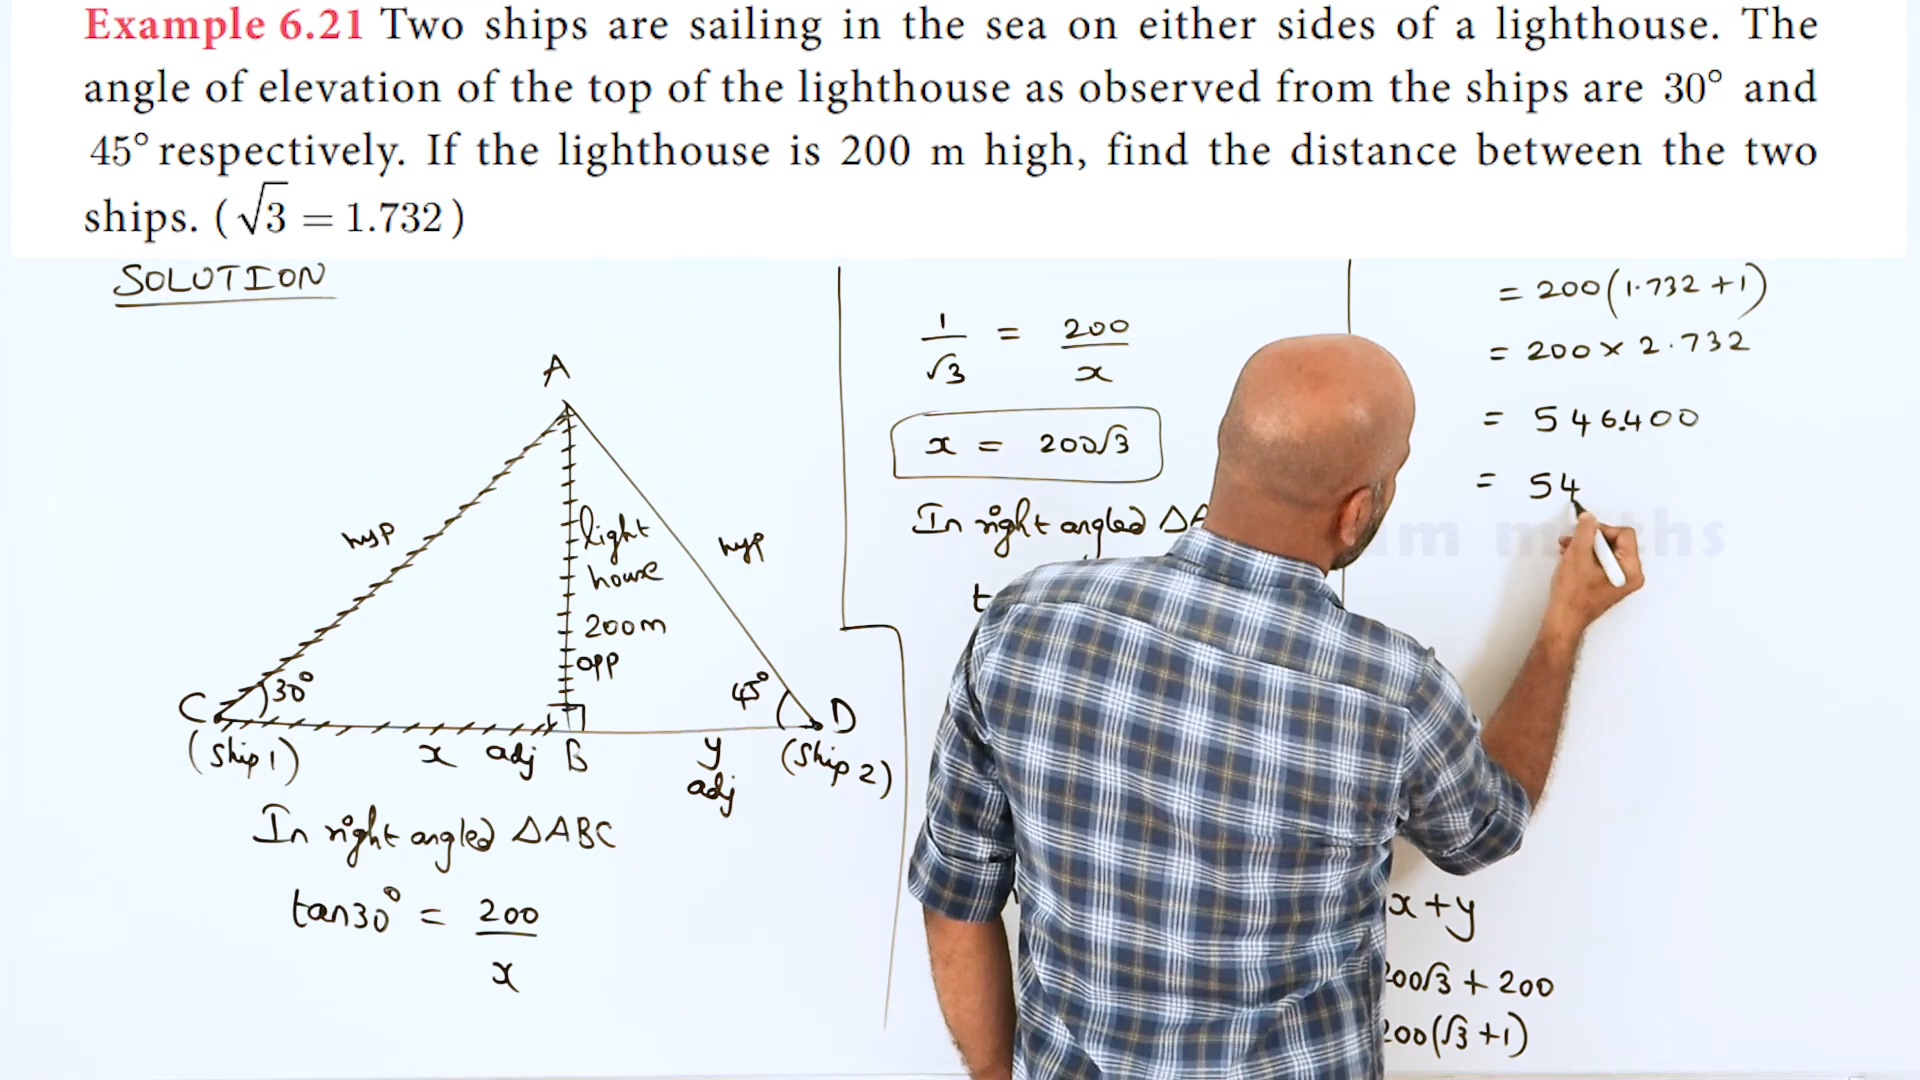 Example 6.21 Two ships are sailing in the sea on either sides of a lighthouse. The
angle of elevation of the top of the lighthouse as observed from the ships are 30° and
45° respectively. If the lighthouse is 200 m high, find the distance between the two
ships. (√3 = 1.732)
SOLUTION
A
hyp
light
house
200m
opp
hyp
30°
45°
C
D
(Ship 1)
x adj B
y
adj
(Ship 2)
In right angled ΔABC
tan30° = 200
x
1 = 200
√3 x
x = 200√3
In right angled Δ
t
x+y
200√3 + 200
200(√3 +1)
= 200(1.732 +1)
= 200 × 2.732
= 546.400
= 54